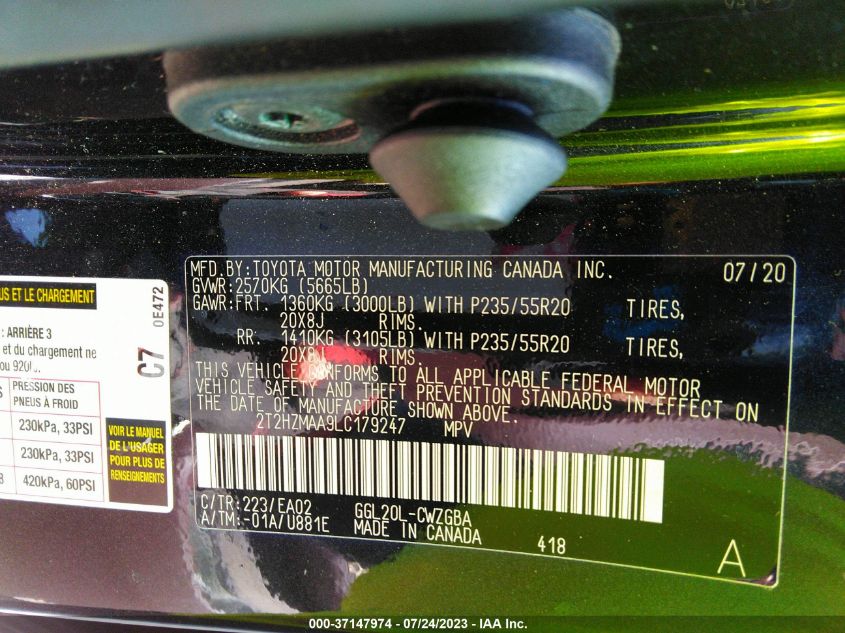 US ET LE CHARGEMENT
: ARRIÈRE 3
et du chargement ne
ou 920
PRESSION DES
PNEUS À FROID
230kPa, 33PSI
230kPa, 33PSI
420kPa, 60PSI
C7
0E472
VOIR LE MANUEL
DE L'USAGER
POUR PLUS DE
RENSEIGNEMENTS
MFD. BY: TOYOTA MOTOR MANUFACTURING CANADA INC. 07/20
GVWR: 2570KG (5665LB)
GAWR: FRT. 1360KG (3000LB) WITH P235/55R20 TIRES,
20X8J RIMS.
RR. 1410KG (3105LB) WITH P235/55R20 TIRES,
20X8J RIMS.
THIS VEHICLE CONFORMS TO ALL APPLICABLE FEDERAL MOTOR
VEHICLE SAFETY AND THEFT PREVENTION STANDARDS IN EFFECT ON
THE DATE OF MANUFACTURE SHOWN ABOVE.
2T2HZMAA9LC179247 MPV
C/TR: 223/EA02 GGL20L-CWZGBA
A/TM: -01A/U881E MADE IN CANADA
418 A
000-37147974 - 07/24/2023 - IAA Inc.